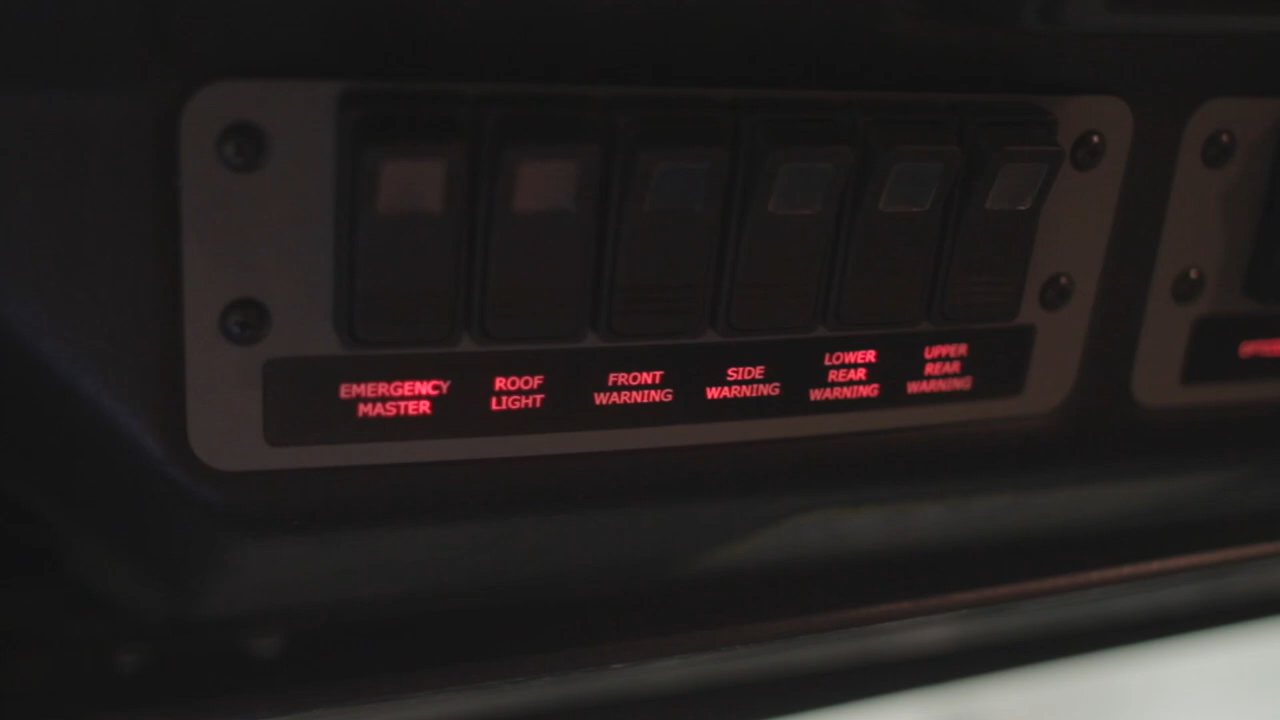 EMERGENCY
MASTER
ROOF
LIGHT
FRONT
WARNING
SIDE
WARNING
LOWER
REAR
WARNING
UPPER
REAR
WARNING